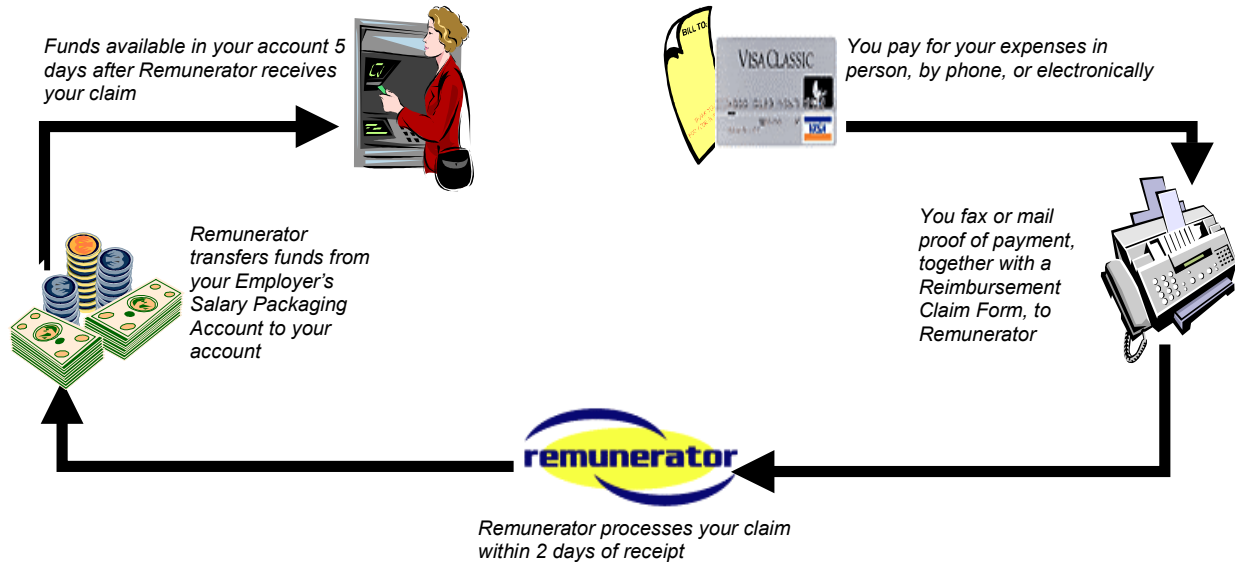 Funds available in your account 5
days after Remunerator receives
your claim
BILL TO:
VISA CLASSIC
VISA
You pay for your expenses in
person, by phone, or electronically
Remunerator
transfers funds from
your Employer's
Salary Packaging
Account to your
account
You fax or mail
proof of payment,
together with a
Reimbursement
Claim Form, to
Remunerator
remunerator
Remunerator processes your claim
within 2 days of receipt